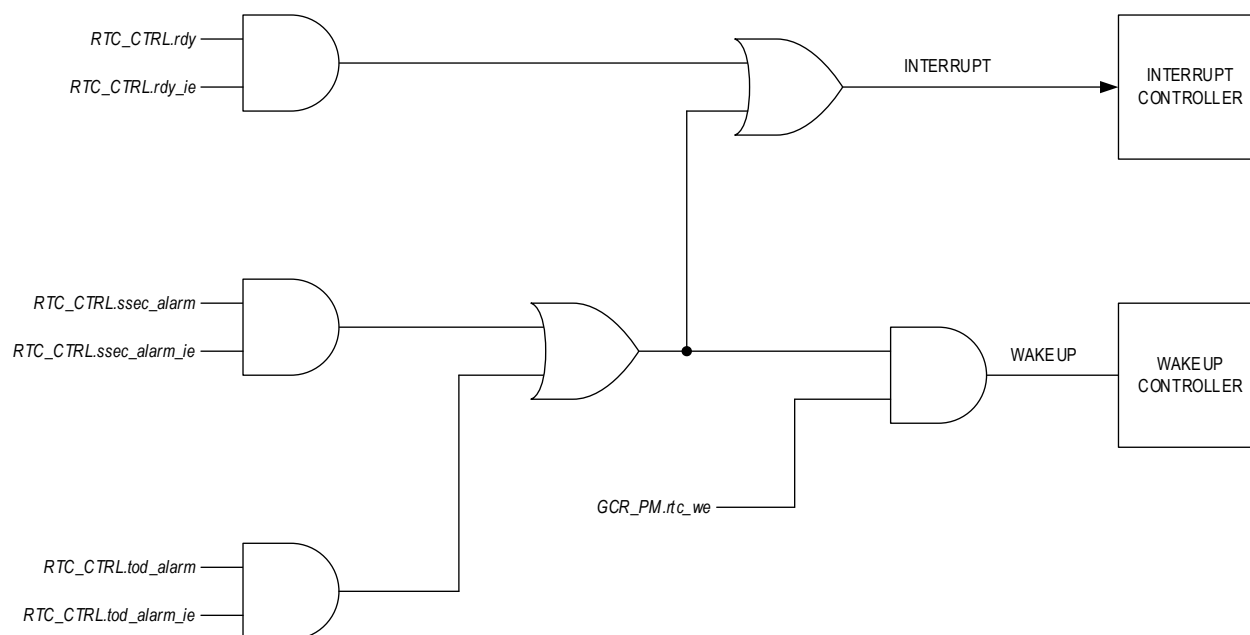 RTC_CTRL.rdy
RTC_CTRL.rdy_ie
INTERRUPT
INTERRUPT
CONTROLLER
RTC_CTRL.ssec_alarm
RTC_CTRL.ssec_alarm_ie
WAKEUP
WAKEUP
CONTROLLER
GCR_PM.rtc_we
RTC_CTRL.tod_alarm
RTC_CTRL.tod_alarm_ie